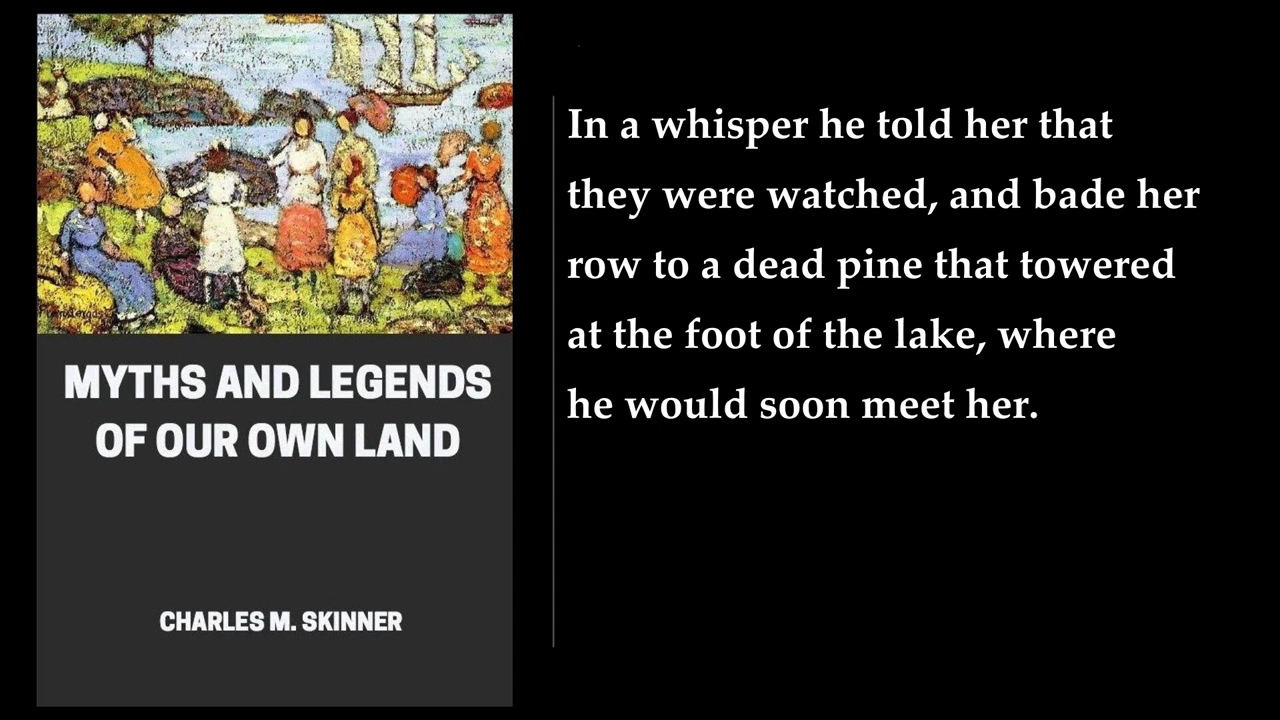 MYTHS AND LEGENDS
OF OUR OWN LAND
CHARLES M. SKINNER
In a whisper he told her that
they were watched, and bade her
row to a dead pine that towered
at the foot of the lake, where
he would soon meet her.